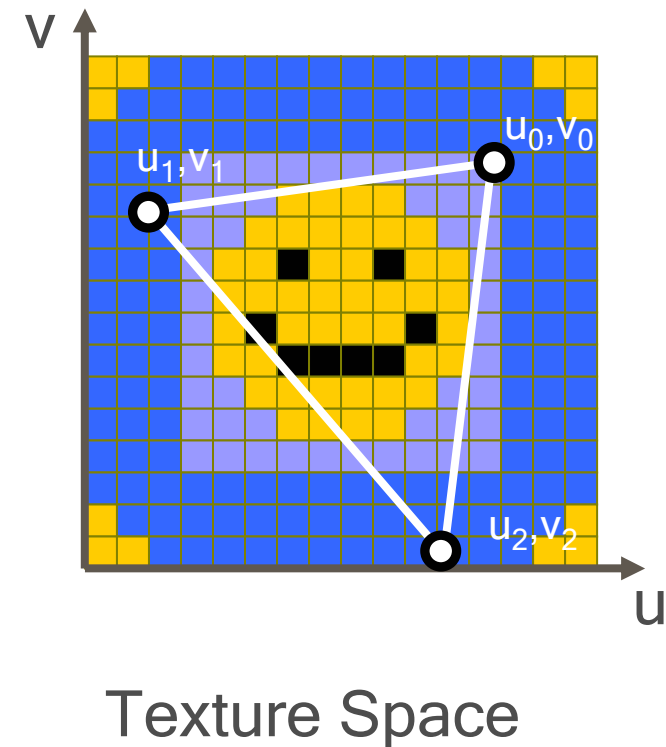 v
u₀,v₀
u₁,v₁
u₂,v₂
u
Texture Space